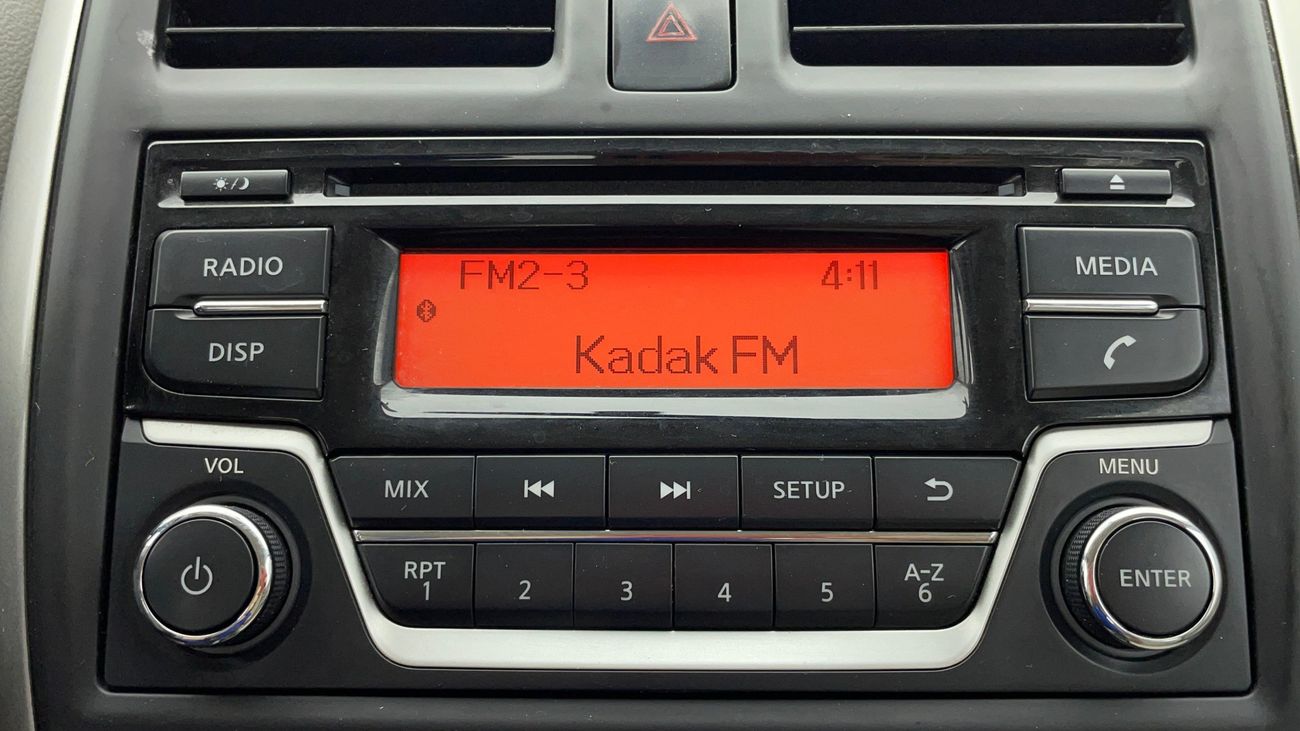 RADIO
DISP
FM2-3 4:11
Kadak FM
MEDIA
VOL
MIX
SETUP
MENU
RPT
1
2
3
4
5
A-Z
6
ENTER